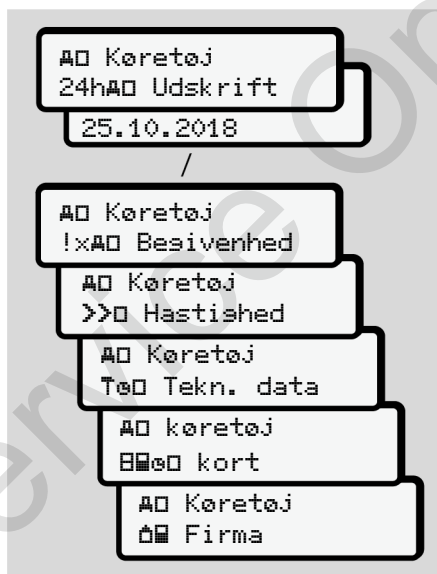 Køretøj
24h Udskrift
25.10.2018
/
Køretøj
!x Begivenhed
Køretøj
>> Hastighed
Køretøj
Tekn. data
køretøj
kort
Køretøj
Firma